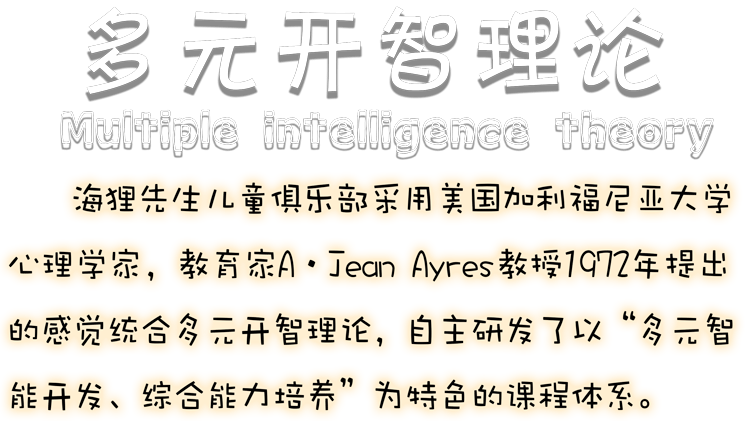 多元开智理论
Multiple intelligence theory
海狸先生儿童俱乐部采用美国加利福尼亚大学
心理学家，教育家A·Jean Ayres教授1972年提出
的感觉统合多元开智理论，自主研发了以“多元智
能开发、综合能力培养”为特色的课程体系。